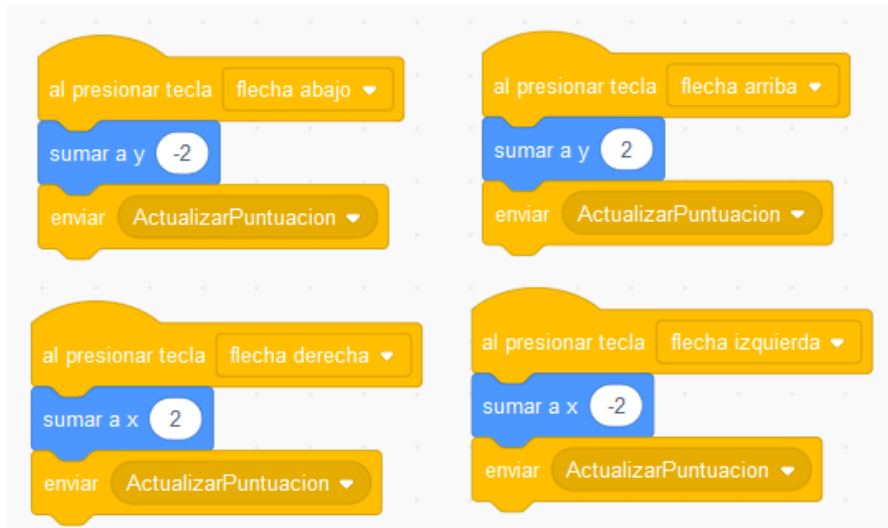 al presionar tecla flecha abajo
sumar a y -2
enviar ActualizarPuntuacion
al presionar tecla flecha arriba
sumar a y 2
enviar ActualizarPuntuacion
al presionar tecla flecha derecha
sumar a x 2
enviar ActualizarPuntuacion
al presionar tecla flecha izquierda
sumar a x -2
enviar ActualizarPuntuacion